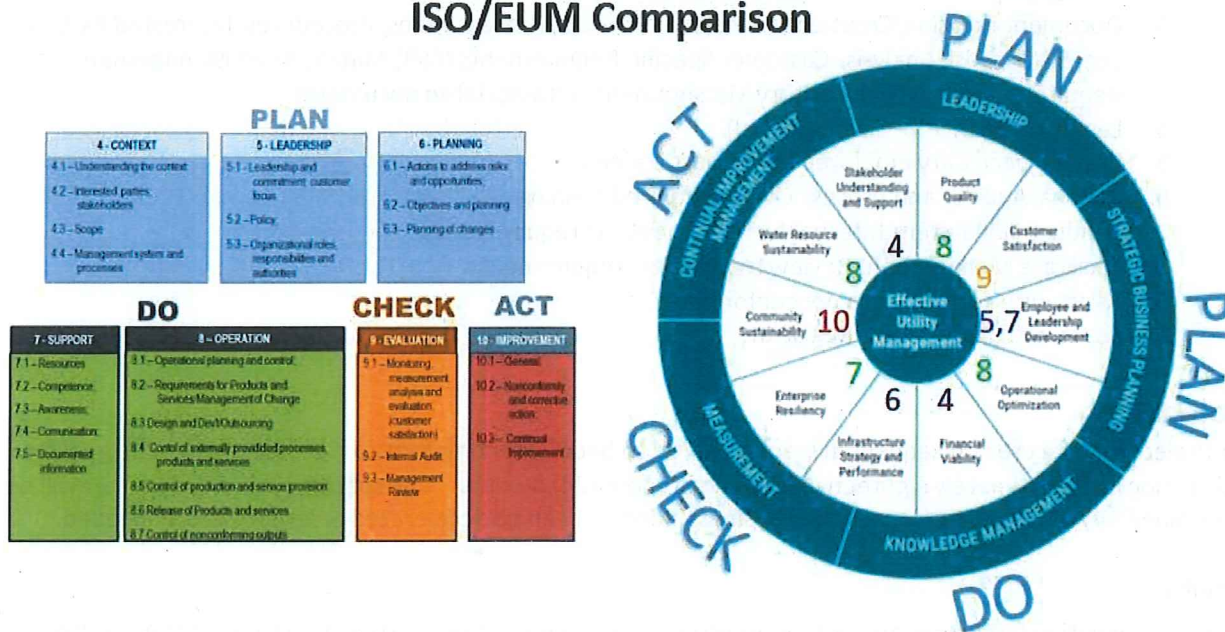 ISO/EUM Comparison
PLAN
4 - CONTEXT
4.1 – Understanding the context
4.2 – Interested parties,
stakeholders
4.3 – Scope
4.4 – Management system and
processes
5 - LEADERSHIP
5.1 – Leadership and
commitment, customer
focus
5.2 – Policy;
5.3 – Organizational roles,
responsibilities and
authorities
6 - PLANNING
6.1 – Actions to address risks
and opportunities;
6.2 – Objectives and planning
6.3 – Planning of changes
DO
7 - SUPPORT
7.1 – Resources
7.2 – Competence;
7.3 – Awareness;
7.4 – Comunication;
7.5 – Documented
information
8 – OPERATION
8.1 – Operational planning and control;
8.2 – Requirements for Products and
Services/Management of Change
8.3 Design and Dev't/Outsourcing
8.4 Control of externally provided processes,
products and services
8.5 Control of production and service provision
8.6 Release of Products and services
8.7 Control of nonconforming outputs
CHECK
9 - EVALUATION
9.1 – Monitoring,
measurement
analysis and
evaluation
(customer
satisfaction)
9.2 – Internal Audit
9.3 – Management
Review
ACT
10 - IMPROVEMENT
10.1 – General;
10.2 – Nonconformity
and corrective
action;
10.3 – Continual
Improvement
PLAN
LEADERSHIP
PLAN
STRATEGIC BUSINESS PLANNING
DO
KNOWLEDGE MANAGEMENT
CHECK
MEASUREMENT
ACT
CONTINUAL IMPROVEMENT
MANAGEMENT
Effective
Utility
Management
Product
Quality
8
Customer
Satisfaction
9
Employee and
Leadership
Development
5,7
Operational
Optimization
8
Financial
Viability
4
Infrastructure
Strategy and
Performance
6
Enterprise
Resiliency
7
Community
Sustainability
10
Water Resource
Sustainability
8
Stakeholder
Understanding
and Support
4